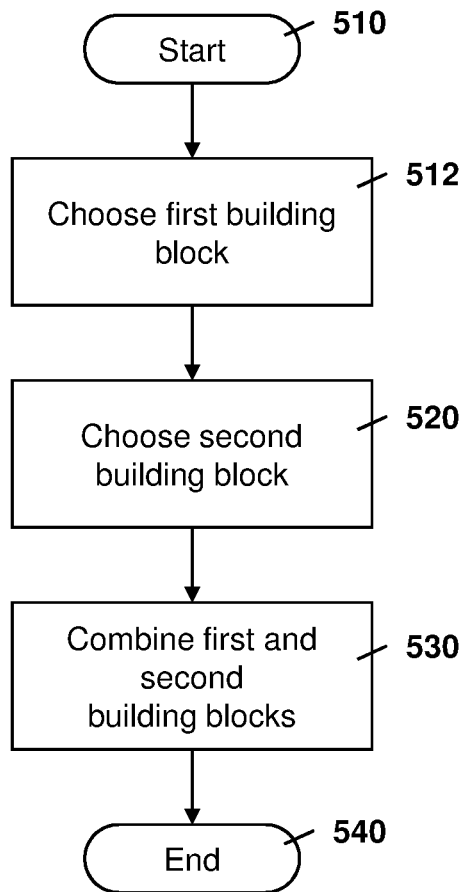 510
Start
512
Choose first building
block
520
Choose second
building block
Combine first and
530
second
building blocks
540
End